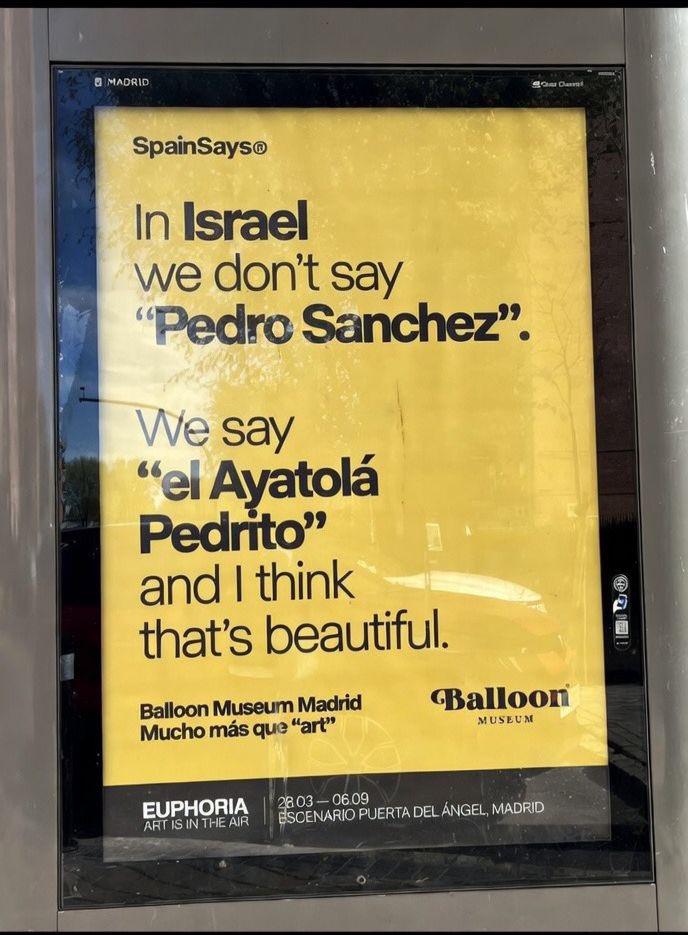 MADRID
SpainSays®
In Israel
we don't say
“Pedro Sanchez”.
We say
“el Ayatolá
Pedrito”
and I think
that's beautiful.
Balloon Museum Madrid
Mucho más que “art”
Balloon
MUSEUM
EUPHORIA
ART IS IN THE AIR
28.03 — 06.09
ESCENARIO PUERTA DEL ÁNGEL, MADRID